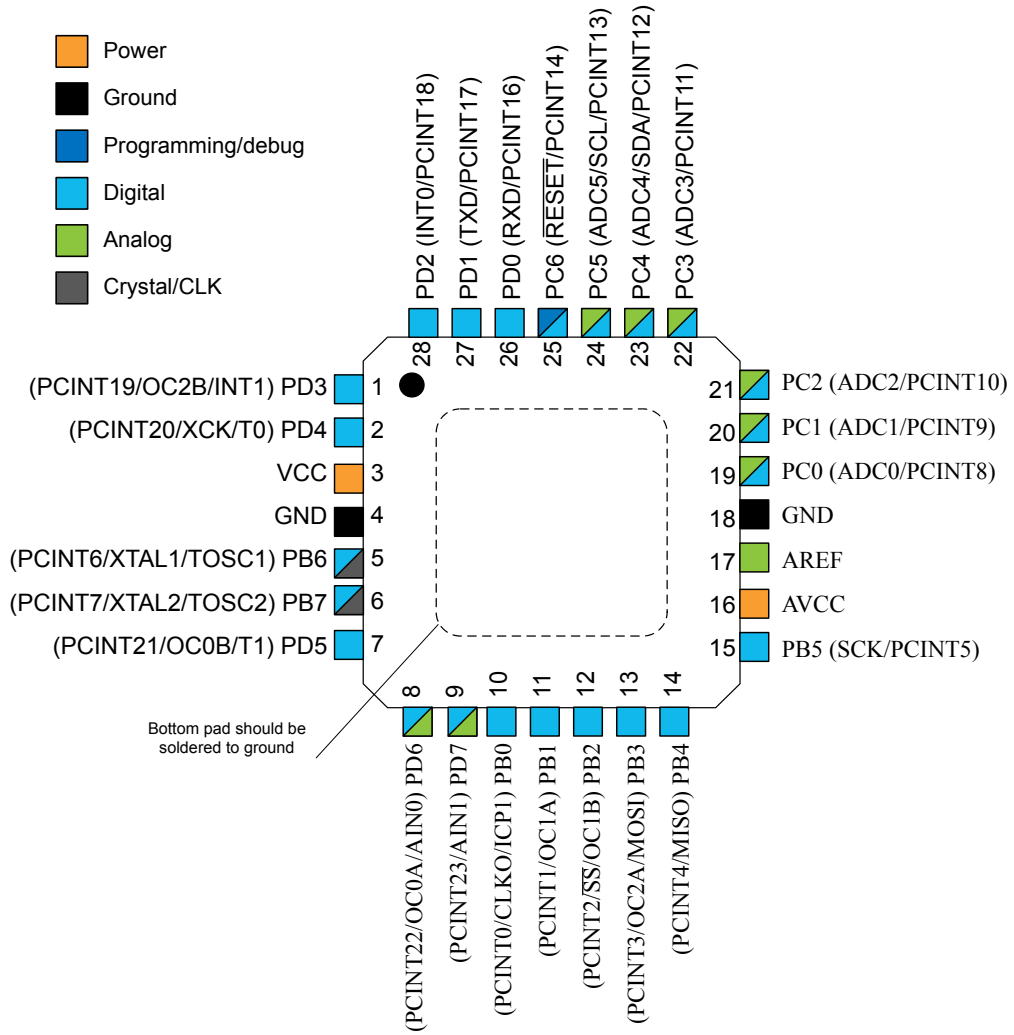 Power
Ground
Programming/debug
Digital
Analog
Crystal/CLK
PD2 (INT0/PCINT18)
PD1 (TXD/PCINT17)
PD0 (RXD/PCINT16)
PC6 (RESET/PCINT14)
PC5 (ADC5/SCL/PCINT13)
PC4 (ADC4/SDA/PCINT12)
PC3 (ADC3/PCINT11)
28
27
26
25
24
23
22
(PCINT19/OC2B/INT1) PD3 1
(PCINT20/XCK/T0) PD4 2
VCC 3
GND 4
(PCINT6/XTAL1/TOSC1) PB6 5
(PCINT7/XTAL2/TOSC2) PB7 6
(PCINT21/OC0B/T1) PD5 7
21 PC2 (ADC2/PCINT10)
20 PC1 (ADC1/PCINT9)
19 PC0 (ADC0/PCINT8)
18 GND
17 AREF
16 AVCC
15 PB5 (SCK/PCINT5)
8
9
10
11
12
13
14
Bottom pad should be
soldered to ground
(PCINT22/OC0A/AIN0) PD6
(PCINT23/AIN1) PD7
(PCINT0/CLKO/ICP1) PB0
(PCINT1/OC1A) PB1
(PCINT2/SS/OC1B) PB2
(PCINT3/OC2A/MOSI) PB3
(PCINT4/MISO) PB4